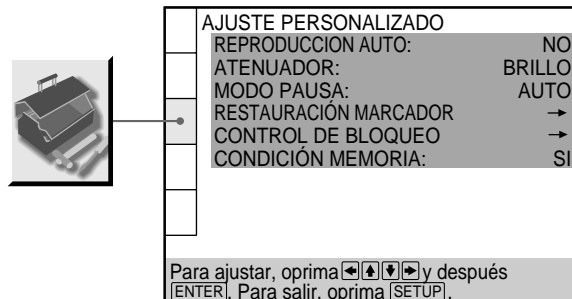 AJUSTE PERSONALIZADO
REPRODUCCION AUTO: NO
ATENUADOR: BRILLO
MODO PAUSA: AUTO
RESTAURACIÓN MARCADOR →
CONTROL DE BLOQUEO →
CONDICIÓN MEMORIA: SI
Para ajustar, oprima ←↑↓→ y después
ENTER. Para salir, oprima SETUP.